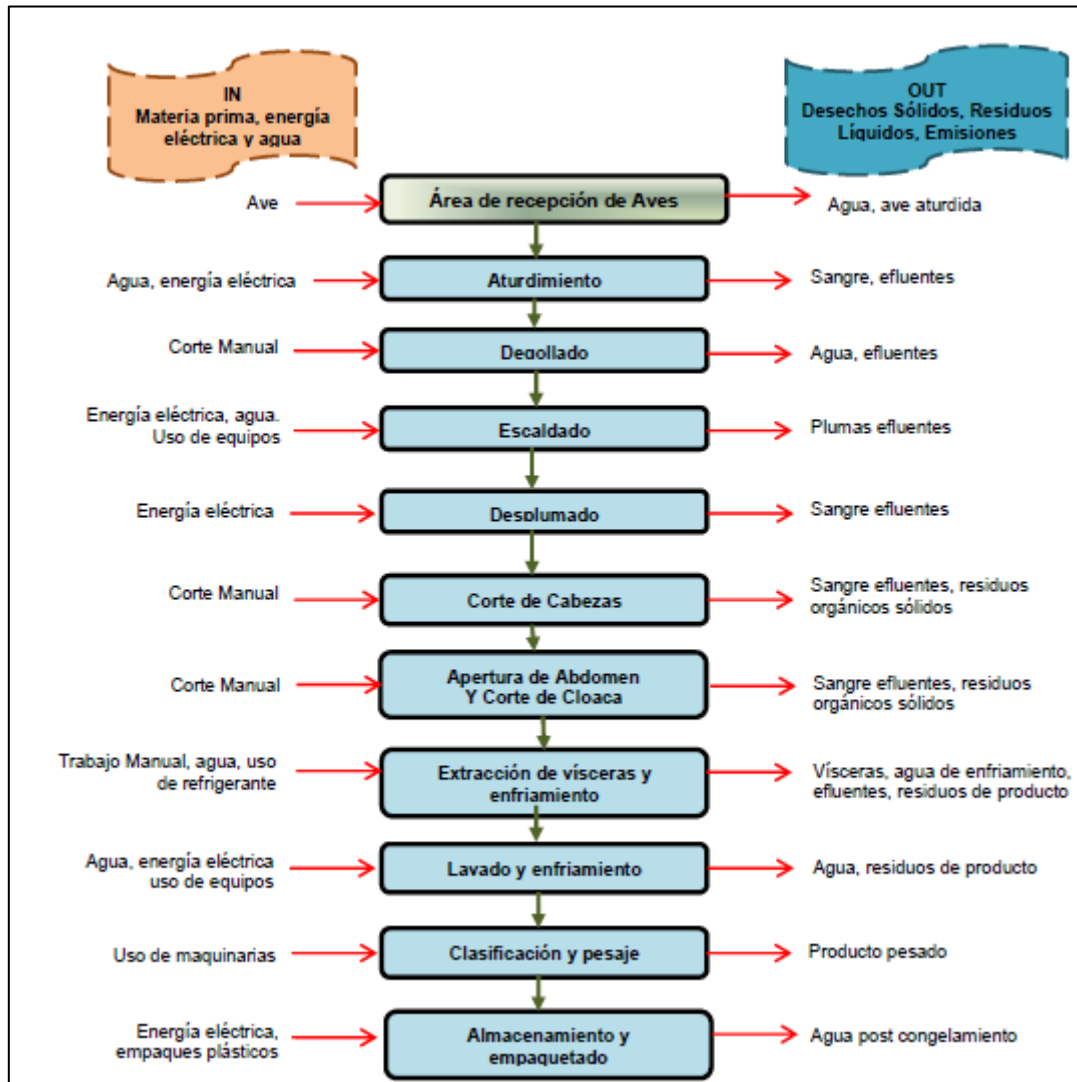 IN
Materia prima, energía
eléctrica y agua
OUT
Desechos Sólidos, Residuos
Líquidos, Emisiones
Ave
Área de recepción de Aves
Agua, ave aturdida
Agua, energía eléctrica
Aturdimiento
Sangre, efluentes
Corte Manual
Degollado
Agua, efluentes
Energía eléctrica, agua.
Uso de equipos
Escaldado
Plumas efluentes
Energía eléctrica
Desplumado
Sangre efluentes
Corte Manual
Corte de Cabezas
Sangre efluentes, residuos
orgánicos sólidos
Corte Manual
Apertura de Abdomen
Y Corte de Cloaca
Sangre efluentes, residuos
orgánicos sólidos
Trabajo Manual, agua, uso
de refrigerante
Extracción de vísceras y
enfriamiento
Vísceras, agua de enfriamiento,
efluentes, residuos de producto
Agua, energía eléctrica
uso de equipos
Lavado y enfriamiento
Agua, residuos de producto
Uso de maquinarias
Clasificación y pesaje
Producto pesado
Energía eléctrica,
empaques plásticos
Almacenamiento y
empaquetado
Agua post congelamiento